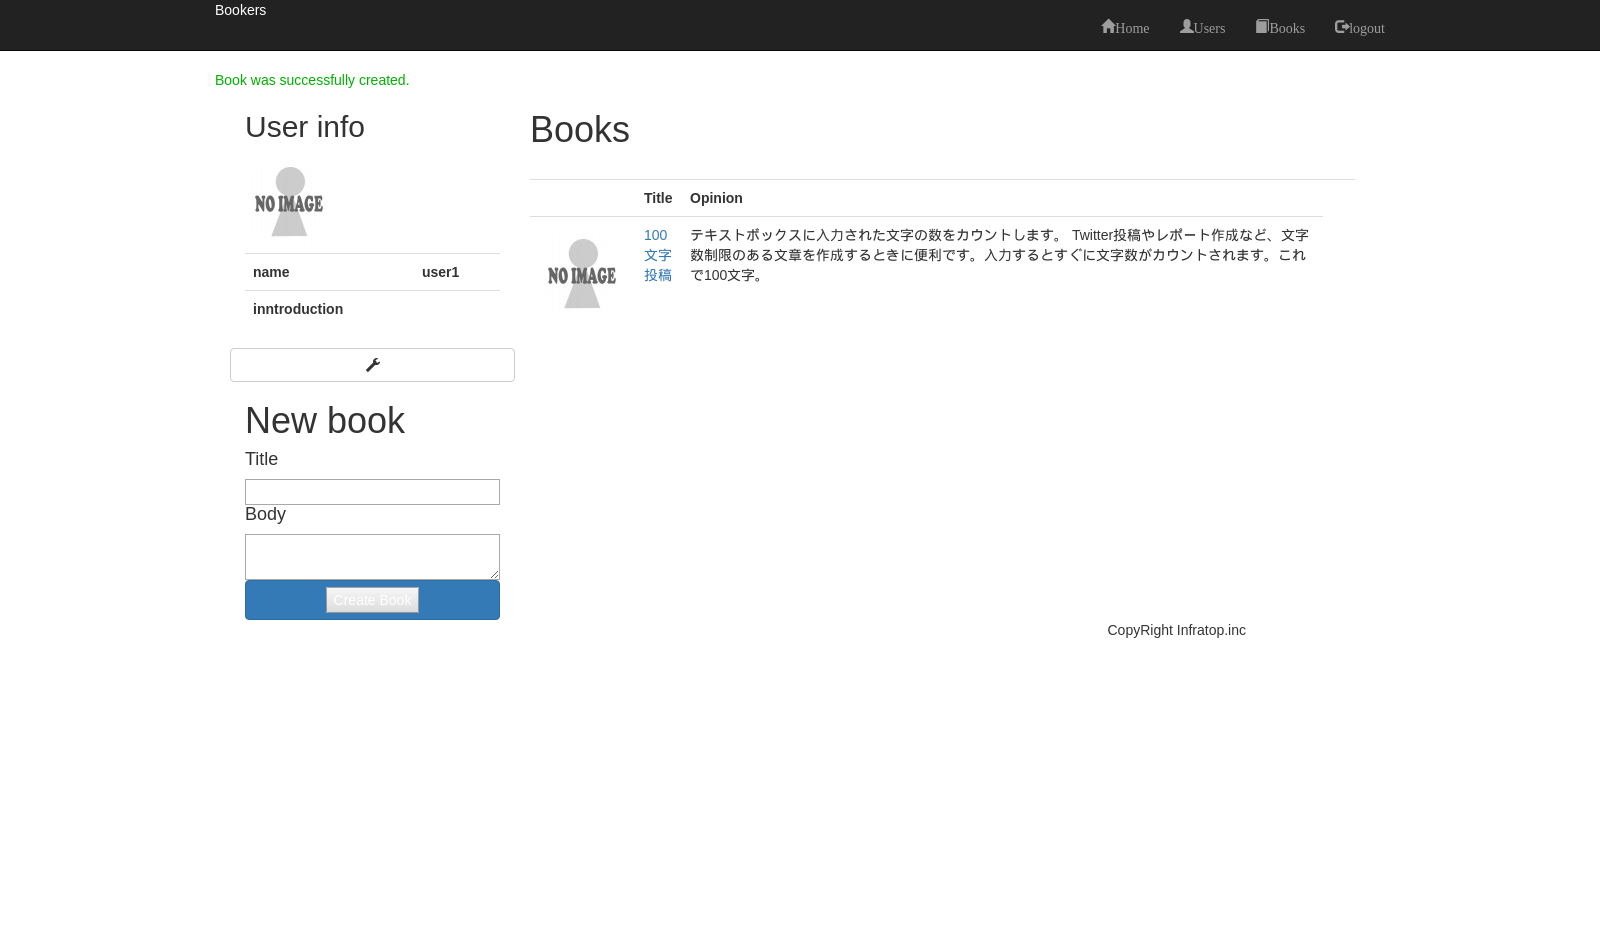 Bookers
Home Users Books logout
Book was successfully created.
User info
NO IMAGE
name user1
inntroduction
New book
Title
Body
Create Book
Books
Title Opinion
NO IMAGE
100
文字
投稿
テキストボックスに入力された文字の数をカウントします。 Twitter投稿やレポート作成など、文字
数制限のある文章を作成するときに便利です。入力するとすぐに文字数がカウントされます。これ
で100文字。
CopyRight Infratop.inc